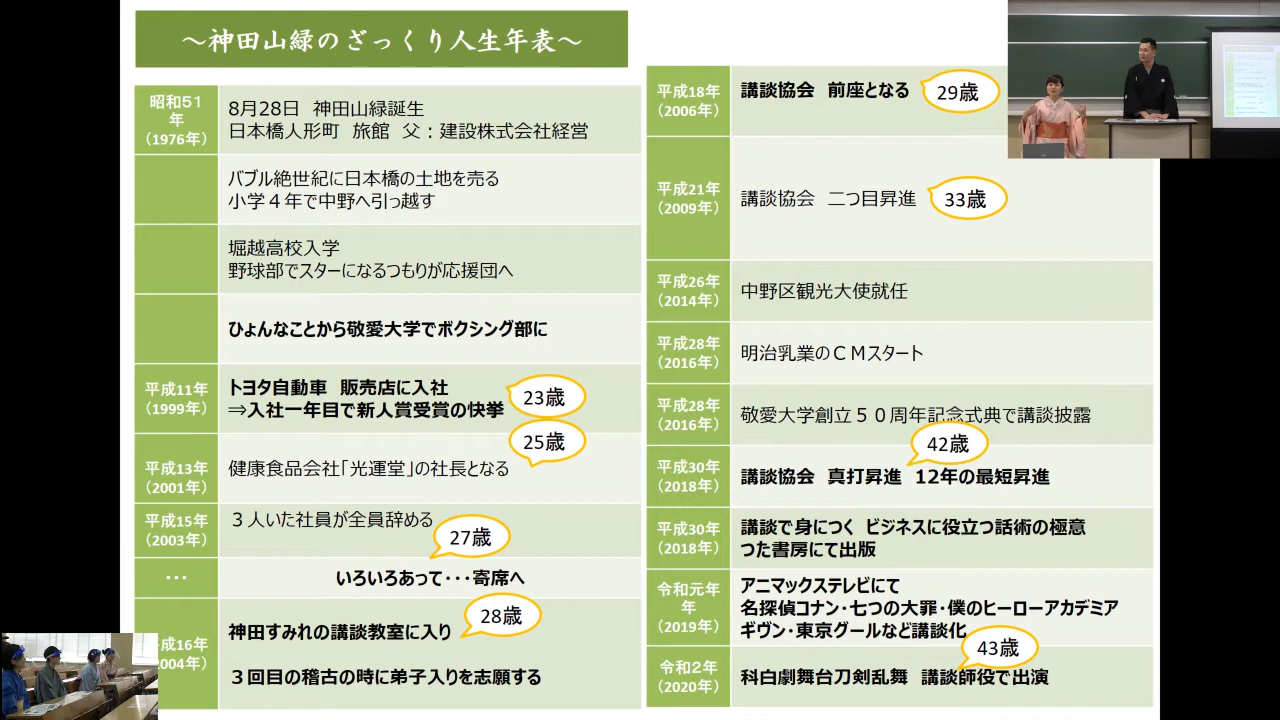 ～神田山緑のざっくり人生年表～
昭和51
年
（1976年）
8月28日　神田山緑誕生
日本橋人形町　旅館　父：建設株式会社経営
バブル絶世紀に日本橋の土地を売る
小学４年で中野へ引っ越す
堀越高校入学
野球部でスターになるつもりが応援団へ
ひょんなことから敬愛大学でボクシング部に
平成11年
（1999年）
トヨタ自動車　販売店に入社
⇒入社一年目で新人賞受賞の快挙
23歳
平成13年
（2001年）
健康食品会社「光運堂」の社長となる
25歳
平成15年
（2003年）
３人いた社員が全員辞める
27歳
・・・
いろいろあって・・・寄席へ
成16年
004年）
神田すみれの講談教室に入り
28歳
３回目の稽古の時に弟子入りを志願する
平成18年
（2006年）
講談協会　前座となる
29歳
平成21年
（2009年）
講談協会　二つ目昇進
33歳
平成26年
（2014年）
中野区観光大使就任
平成28年
（2016年）
明治乳業のＣＭスタート
平成28年
（2016年）
敬愛大学創立５０周年記念式典で講談披露
平成30年
（2018年）
講談協会　真打昇進　12年の最短昇進
42歳
平成30年
（2018年）
講談で身につく ビジネスに役立つ話術の極意
つた書房にて出版
令和元年
年
（2019年）
アニマックステレビにて
名探偵コナン・七つの大罪・僕のヒーローアカデミア
ギヴン・東京グールなど講談化
令和２年
（2020年）
科白劇舞台刀剣乱舞　講談師役で出演
43歳